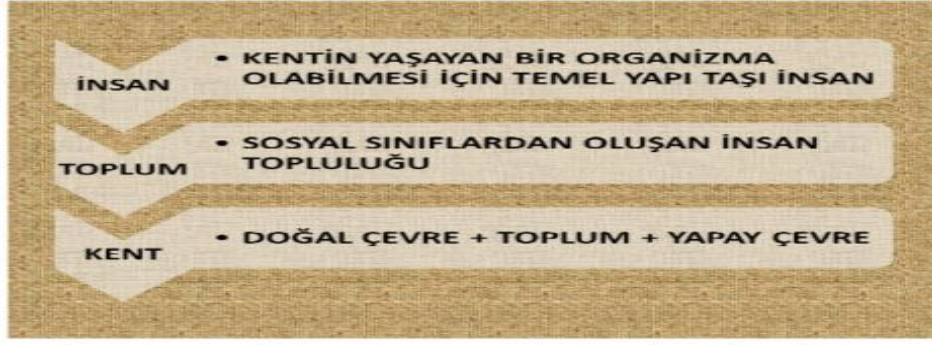 İNSAN
• KENTİN YAŞAYAN BİR ORGANİZMA
OLABİLMESİ İÇİN TEMEL YAPI TAŞI İNSAN
TOPLUM
• SOSYAL SINIFLARDAN OLUŞAN İNSAN
TOPLULUĞU
KENT
• DOĞAL ÇEVRE + TOPLUM + YAPAY ÇEVRE